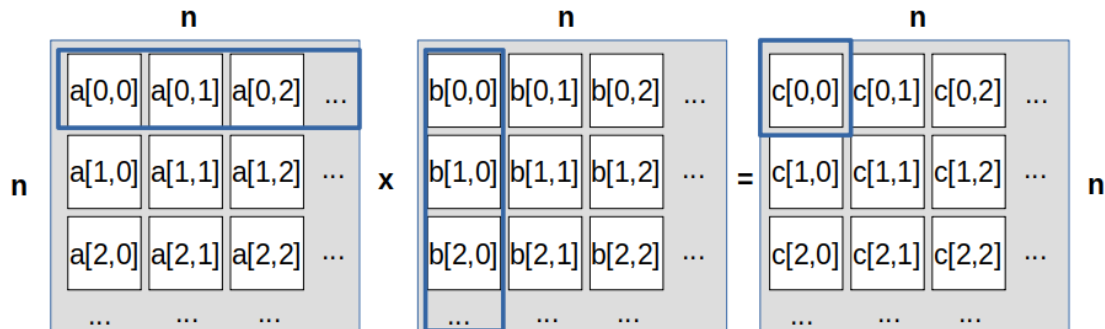 n n n
a[0,0] a[0,1] a[0,2] ... b[0,0] b[0,1] b[0,2] ... c[0,0] c[0,1] c[0,2] ...
n a[1,0] a[1,1] a[1,2] ... x b[1,0] b[1,1] b[1,2] ... = c[1,0] c[1,1] c[1,2] ... n
a[2,0] a[2,1] a[2,2] ... b[2,0] b[2,1] b[2,2] ... c[2,0] c[2,1] c[2,2] ...
... ... ... ... ... ... ... ... ...